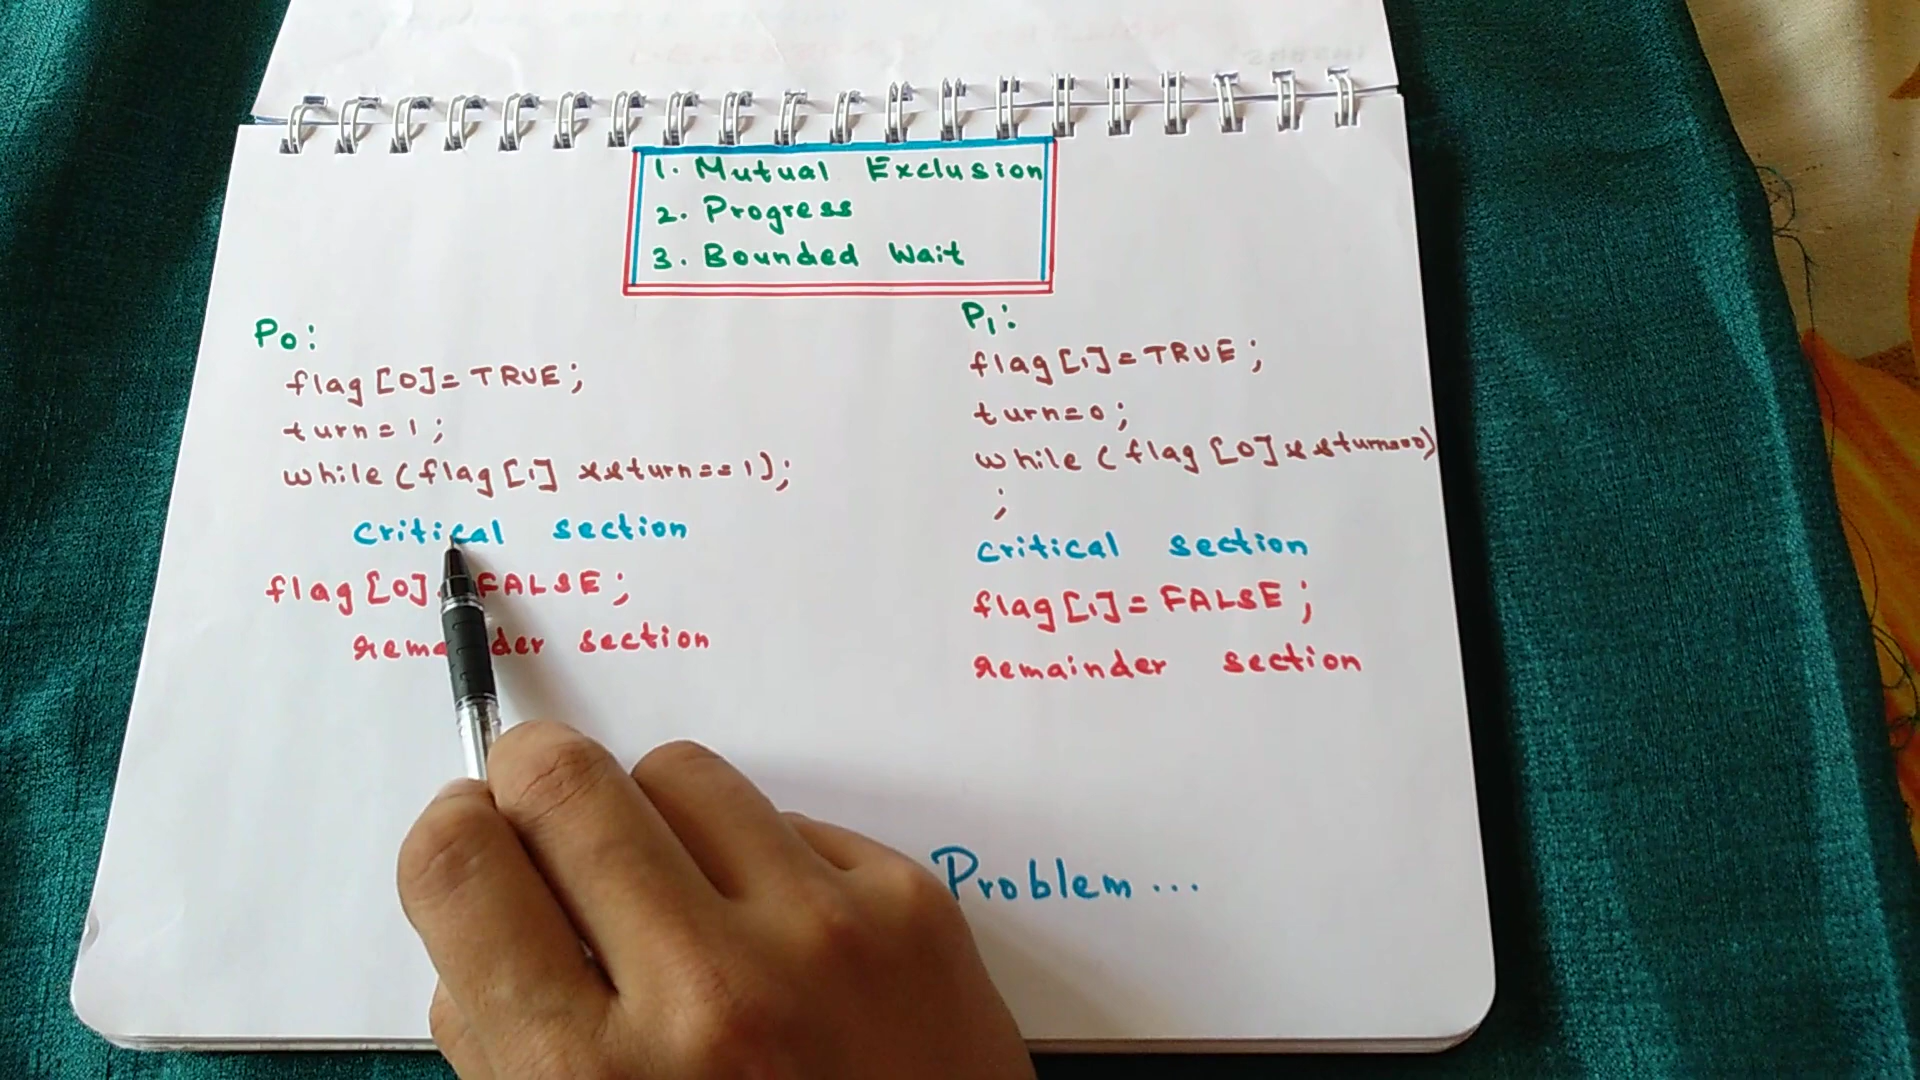 1. Mutual Exclusion
2. Progress
3. Bounded Wait
P0:
flag[0]=TRUE;
turn=1;
while(flag[1] &&turn==1);
critical section
flag[0] FALSE;
section
P1:
flag[1]=TRUE;
turn=0;
while(flag[0]&&turn==0)
;
critical section
flag[1]=FALSE;
remainder section
Problem...